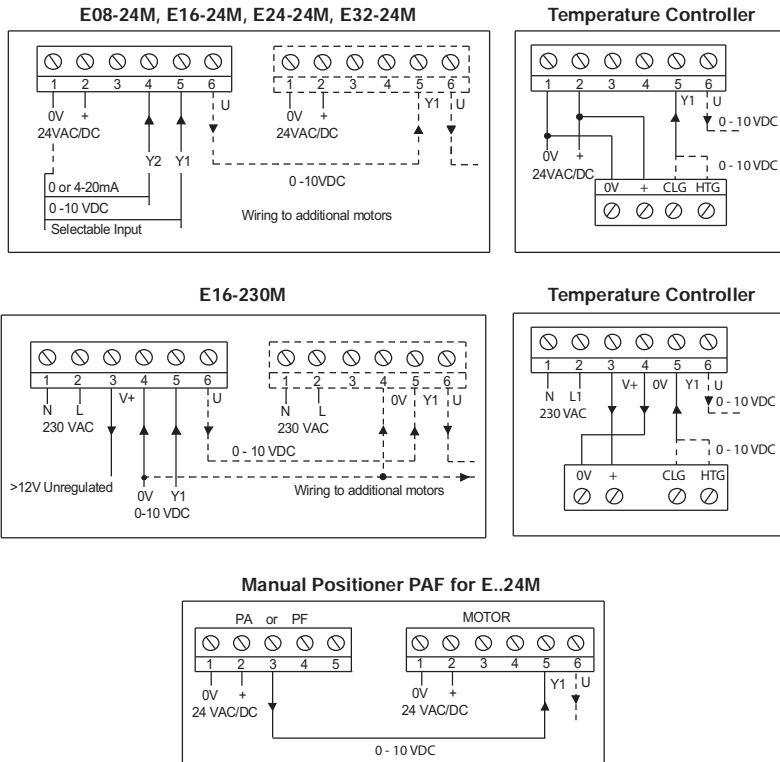 E08-24M, E16-24M, E24-24M, E32-24M
1 2 3 4 5 6
U
0V +
24VAC/DC
Y2 Y1
0 or 4-20mA
0 -10 VDC
Selectable Input
1 2 3 4 5 6
Y1 U
0V +
24VAC/DC
0 -10VDC
Wiring to additional motors
Temperature Controller
1 2 3 4 5 6
Y1 U
0 - 10 VDC
0V +
24VAC/DC
0 - 10 VDC
0V + CLG HTG
E16-230M
1 2 3 4 5 6
V+ U
N L
230 VAC
>12V Unregulated
0V Y1
0-10 VDC
1 2 3 4 5 6
0V Y1 U
N L
230 VAC
0 - 10 VDC
Wiring to additional motors
Temperature Controller
1 2 3 4 5 6
V+ 0V Y1 U
N L1
230 VAC
0 - 10 VDC
0 - 10 VDC
0V + CLG HTG
Manual Positioner PAF for E..24M
PA or PF
1 2 3 4 5
0V +
24 VAC/DC
MOTOR
1 2 3 4 5 6
Y1 U
0V +
24 VAC/DC
0 - 10 VDC